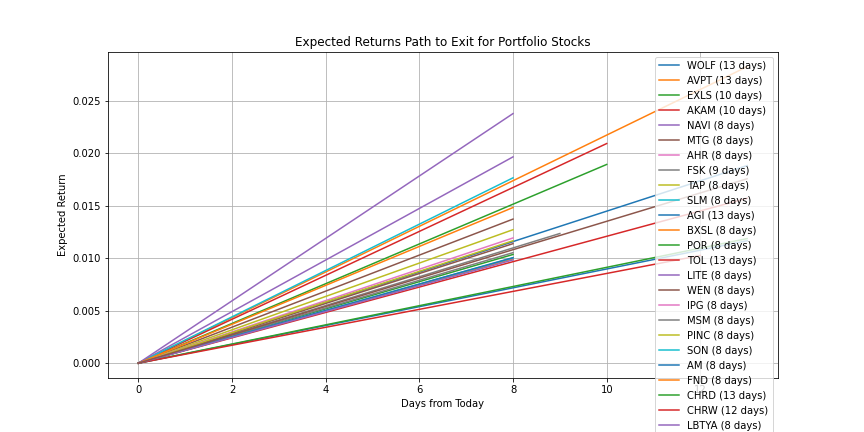 Expected Returns Path to Exit for Portfolio Stocks
Expected Return
0.025
0.020
0.015
0.010
0.005
0.000
0
2
4
6
8
10
Days from Today
WOLF (13 days)
AVPT (13 days)
EXLS (10 days)
AKAM (10 days)
NAVI (8 days)
MTG (8 days)
AHR (8 days)
FSK (9 days)
TAP (8 days)
SLM (8 days)
AGI (13 days)
BXSL (8 days)
POR (8 days)
TOL (13 days)
LITE (8 days)
WEN (8 days)
IPG (8 days)
MSM (8 days)
PINC (8 days)
SON (8 days)
AM (8 days)
FND (8 days)
CHRD (13 days)
CHRW (12 days)
LBTYA (8 days)